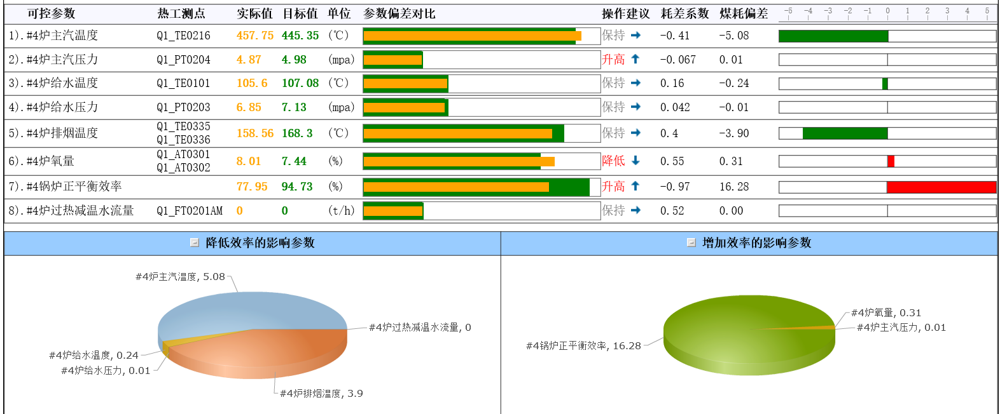 可控参数 热工测点 实际值 目标值 单位 参数偏差对比 操作建议 耗差系数 煤耗偏差 -5 -4 -3 -2 -1 0 1 2 3 4 5
1).#4炉主汽温度 Q1_TE0216 457.75 445.35 (℃) 保持 -0.41 -5.08
2).#4炉主汽压力 Q1_PT0204 4.87 4.98 (mpa) 升高 -0.067 0.01
3).#4炉给水温度 Q1_TE0101 105.6 107.08 (℃) 保持 0.16 -0.24
4).#4炉给水压力 Q1_PT0203 6.85 7.13 (mpa) 保持 0.042 -0.01
5).#4炉排烟温度 Q1_TE0335 Q1_TE0336 158.56 168.3 (℃) 保持 0.4 -3.90
6).#4炉氧量 Q1_AT0301 Q1_AT0302 8.01 7.44 (%) 降低 0.55 0.31
7).#4锅炉正平衡效率 77.95 94.73 (%) 升高 -0.97 16.28
8).#4炉过热减温水流量 Q1_FT0201AM 0 0 (t/h) 保持 0.52 0.00
降低效率的影响参数
#4炉主汽温度, 5.08
#4炉过热减温水流量, 0
#4炉给水温度, 0.24
#4炉给水压力, 0.01
#4炉排烟温度, 3.9
增加效率的影响参数
#4炉氧量, 0.31
#4炉主汽压力, 0.01
#4锅炉正平衡效率, 16.28